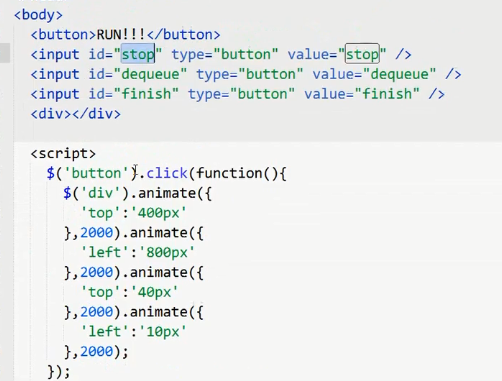 <body>
<button>RUN!!!</button>
<input id="stop" type="button" value="stop" />
<input id="dequeue" type="button" value="dequeue" />
<input id="finish" type="button" value="finish" />
<div></div>
<script>
$('button').click(function(){
$('div').animate({
'top':'400px'
},2000).animate({
'left':'800px'
},2000).animate({
'top':'40px'
},2000).animate({
'left':'10px'
},2000);
});